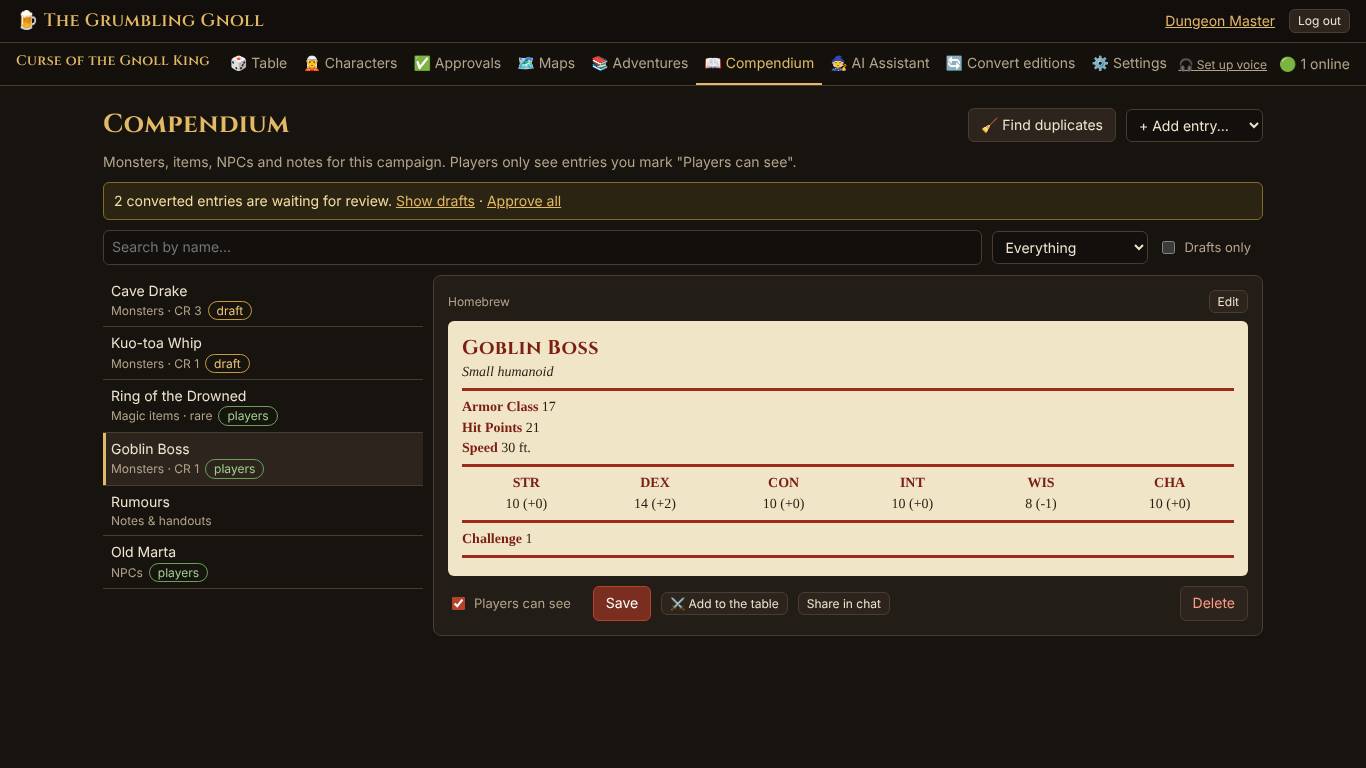 🍺 The Grumbling Gnoll
Dungeon Master
Log out
Curse of the Gnoll King
🎲 Table
🧝 Characters
✅ Approvals
🗺️ Maps
📚 Adventures
📖 Compendium
🧙 AI Assistant
🔄 Convert editions
⚙️ Settings
🎧 Set up voice
🟢 1 online
Compendium
🧹 Find duplicates
+ Add entry...
Monsters, items, NPCs and notes for this campaign. Players only see entries you mark "Players can see".
2 converted entries are waiting for review. Show drafts · Approve all
Search by name...
Everything
Drafts only
Cave Drake
Monsters · CR 3 draft
Kuo-toa Whip
Monsters · CR 1 draft
Ring of the Drowned
Magic items · rare players
Goblin Boss
Monsters · CR 1 players
Rumours
Notes & handouts
Old Marta
NPCs players
Homebrew
Edit
Goblin Boss
Small humanoid
Armor Class 17
Hit Points 21
Speed 30 ft.
STR DEX CON INT WIS CHA
10 (+0) 14 (+2) 10 (+0) 10 (+0) 8 (-1) 10 (+0)
Challenge 1
Players can see
Save
⚔️ Add to the table
Share in chat
Delete